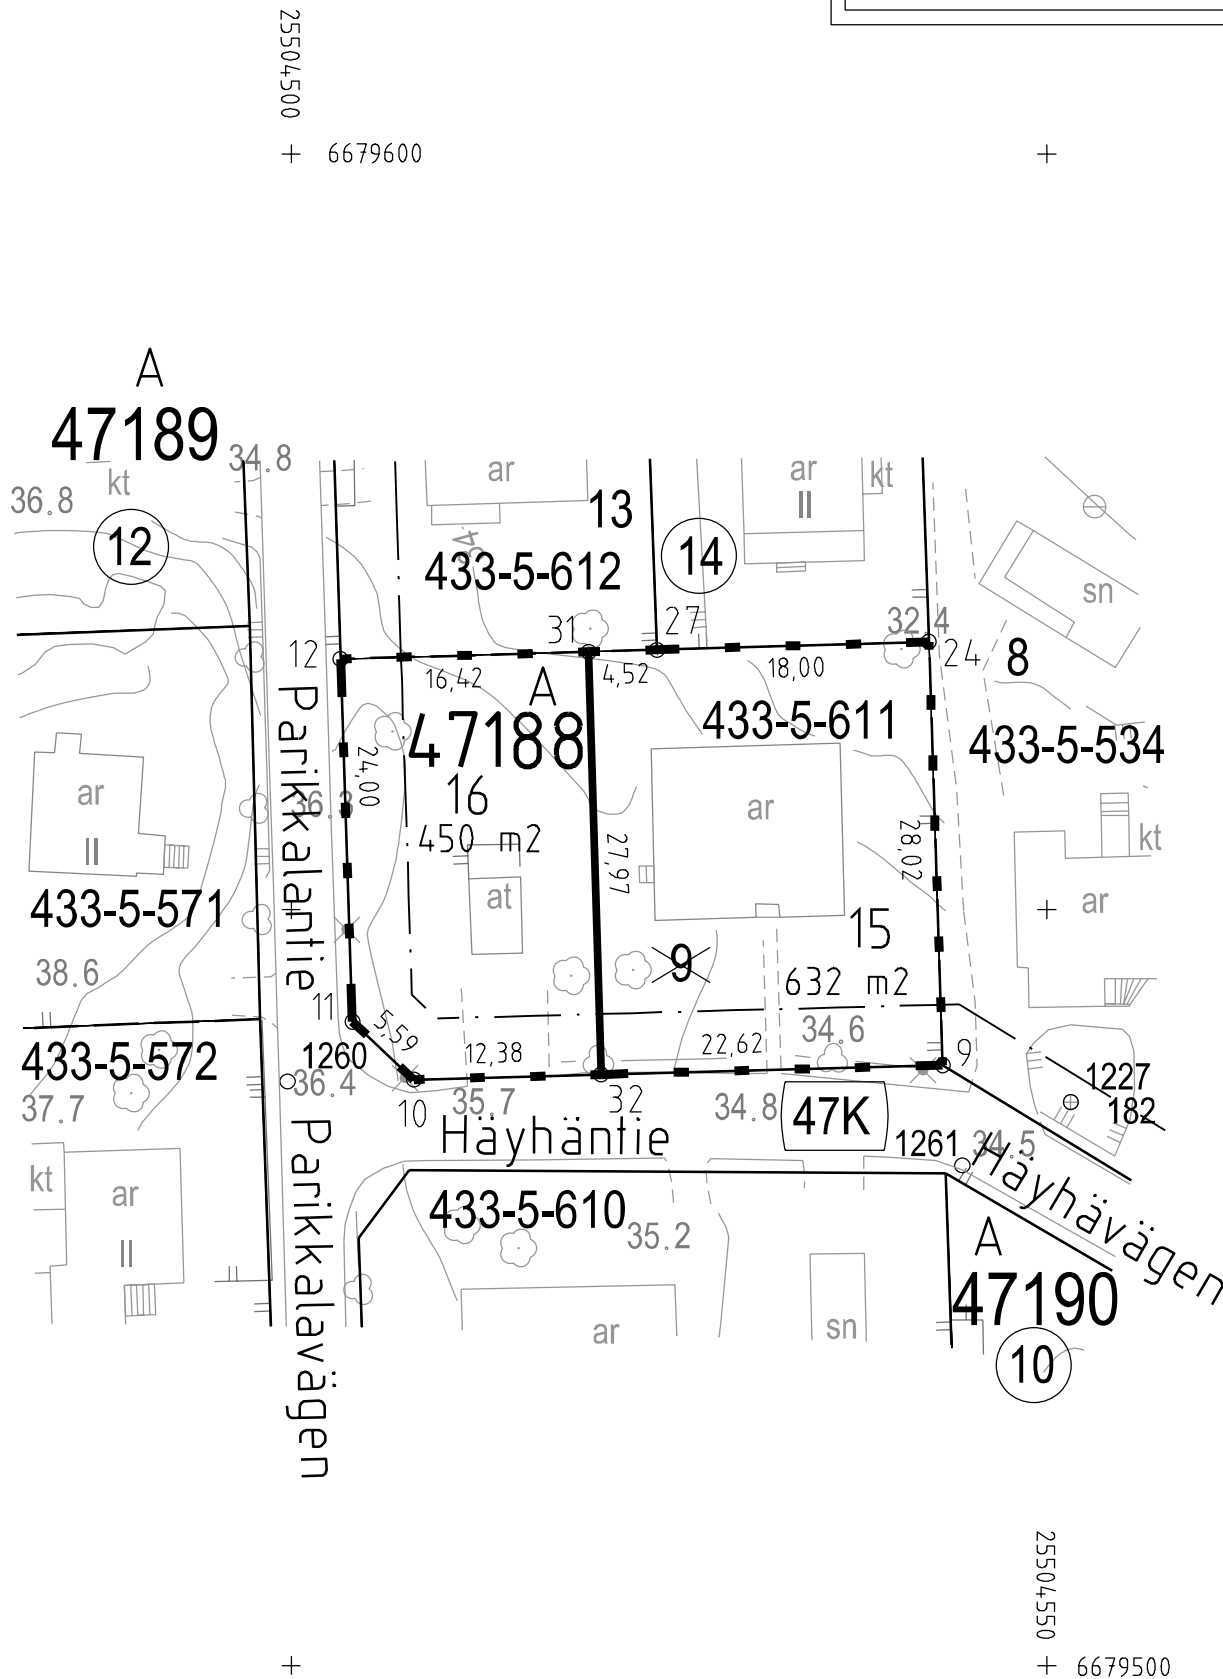 25504500
6679600
A
47189
34.8
36.8
kt
12
ar
13
433-5-612
34
14
ar
II
kt
sn
31
27
32.4
24
8
12
16,42
4,52
18,00
A
47188
433-5-611
433-5-534
Parikkalantie
24,00
36.3
16
450 m2
at
27,97
ar
28,02
kt
ar
ar
II
433-5-571
38.6
15
9
632 m2
11
5,59
1260
12,38
22,62
34.6
9
433-5-572
36.4
37.7
10
35.7
32
34.8
47K
1227
182
Häyhäntie
1261
34.5
Häyhävägen
Parikkalavägen
kt
ar
II
433-5-610
35.2
A
47190
10
ar
sn
25504550
6679500